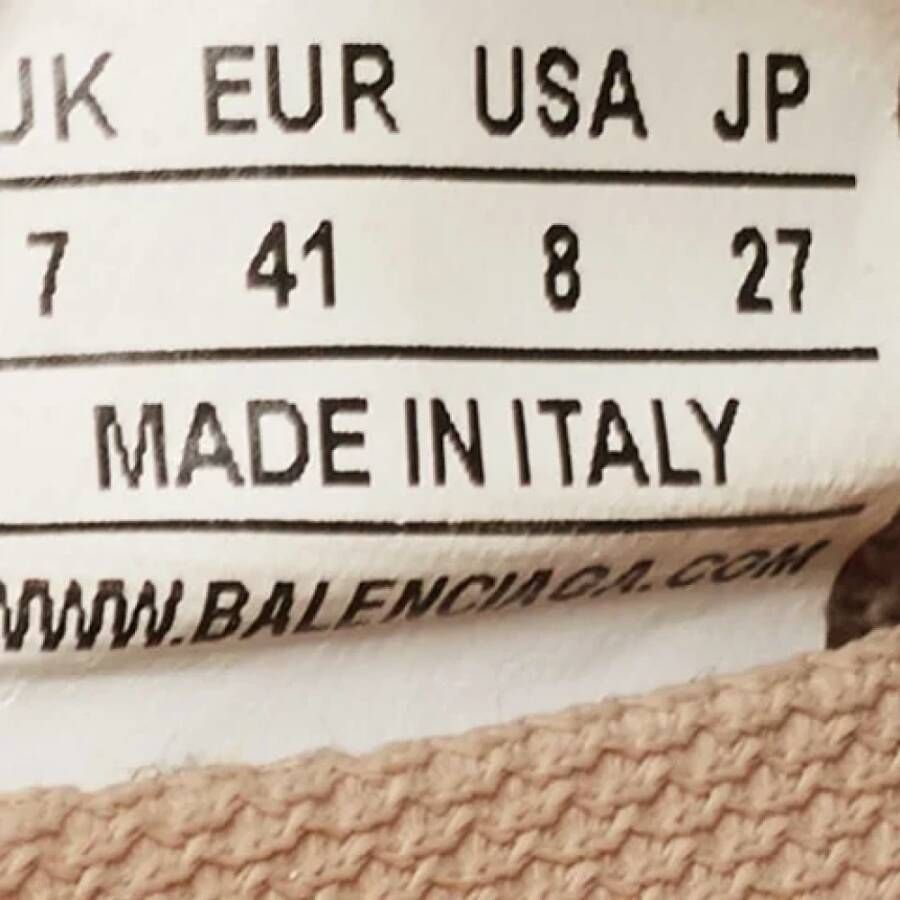 UK EUR USA JP
7 41 8 27
MADE IN ITALY
WWW.BALENCIAGA.COM